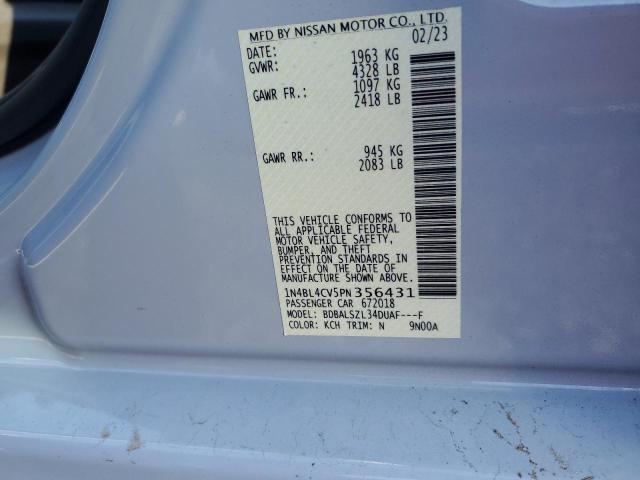 MFD BY NISSAN MOTOR CO., LTD.
DATE: 02/23
GVWR: 1963 KG
4328 LB
GAWR FR.: 1097 KG
2418 LB
GAWR RR.: 945 KG
2083 LB
THIS VEHICLE CONFORMS TO
ALL APPLICABLE FEDERAL
MOTOR VEHICLE SAFETY,
BUMPER, AND THEFT
PREVENTION STANDARDS IN
EFFECT ON THE DATE OF
MANUFACTURE SHOWN ABOVE.
1N4BL4CV5PN356431
PASSENGER CAR 672018
MODEL: BDBALSZL34DUAF---F
COLOR: KCH TRIM: N 9N00A